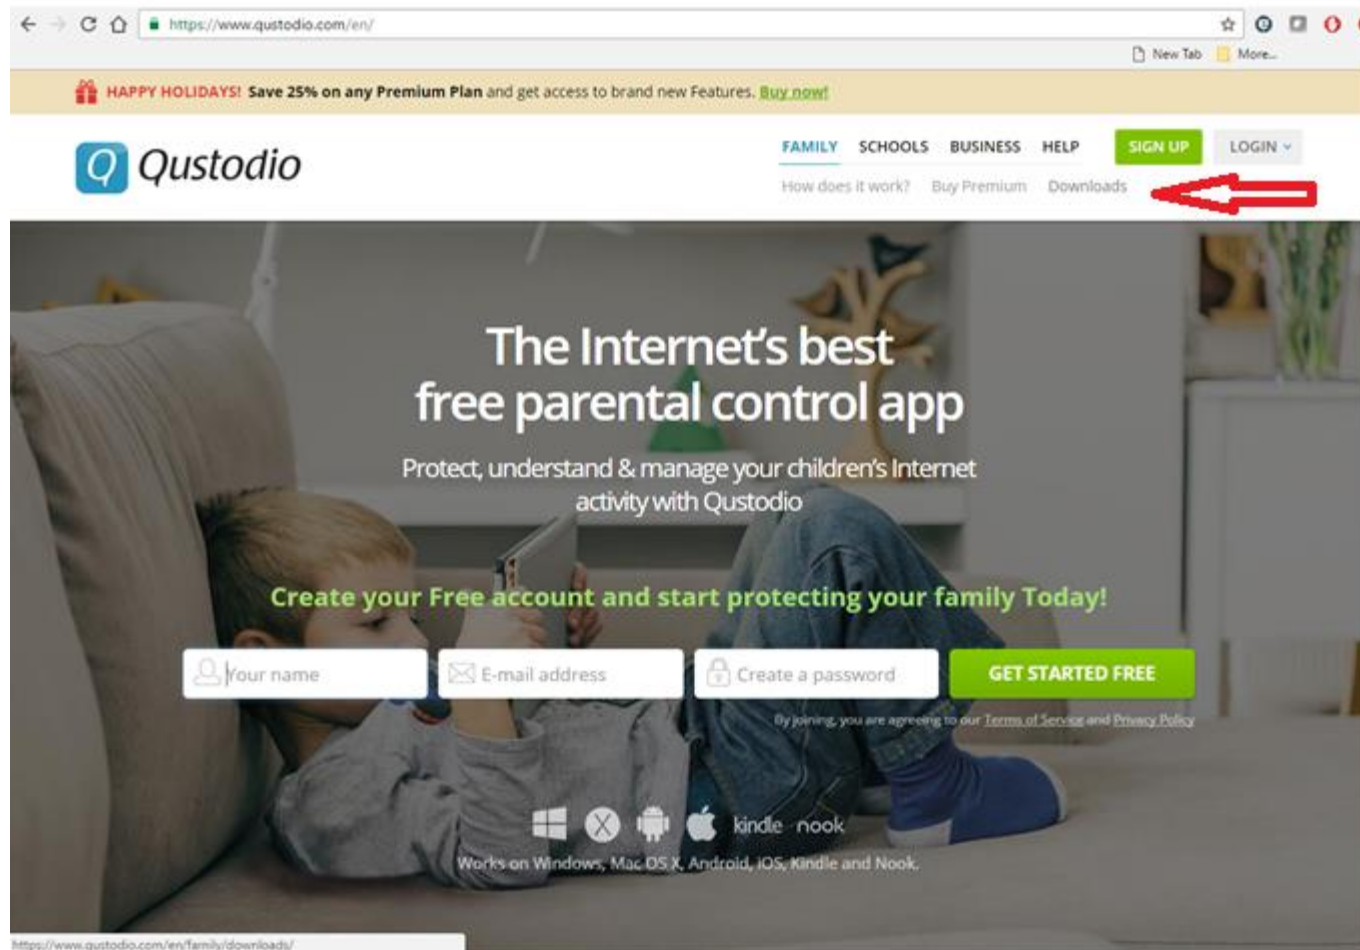 https://www.qustodio.com/en/
New Tab More...
HAPPY HOLIDAYS! Save 25% on any Premium Plan and get access to brand new Features. Buy now!
Qustodio
FAMILY SCHOOLS BUSINESS HELP SIGN UP LOGIN
How does it work? Buy Premium Downloads
The Internet's best
free parental control app
Protect, understand & manage your children's Internet
activity with Qustodio
Create your Free account and start protecting your family Today!
Your name E-mail address Create a password GET STARTED FREE
By joining, you are agreeing to our Terms of Service and Privacy Policy
kindle nook
Works on Windows, Mac OS X, Android, iOS, Kindle and Nook.
https://www.qustodio.com/en/family/downloads/